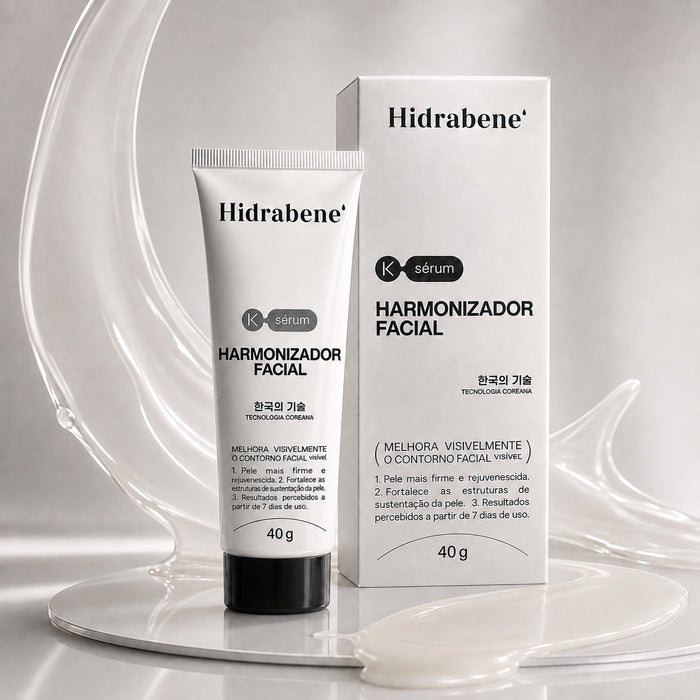 Hidrabene
K sérum
HARMONIZADOR
FACIAL
한국의 기술
TECNOLOGIA COREANA
MELHORA VISIVELMENTE
O CONTORNO FACIAL VISÍVEL
1. Pele mais firme e
rejuvenescida. 2. Fortalece as
estruturas de sustentação da pele.
3. Resultados percebidos a
partir de 7 dias de uso.
40 g
Hidrabene
K sérum
HARMONIZADOR
FACIAL
한국의 기술
TECNOLOGIA COREANA
( MELHORA VISIVELMENTE
O CONTORNO FACIAL VISÍVEL )
1. Pele mais firme e rejuvenescida.
2. Fortalece as estruturas de
sustentação da pele. 3. Resultados
percebidos a partir de 7 dias de uso.
40 g